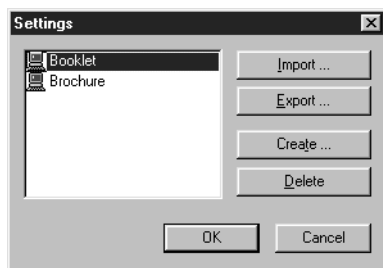 Settings
Booklet
Brochure
Import ...
Export ...
Create ...
Delete
OK
Cancel